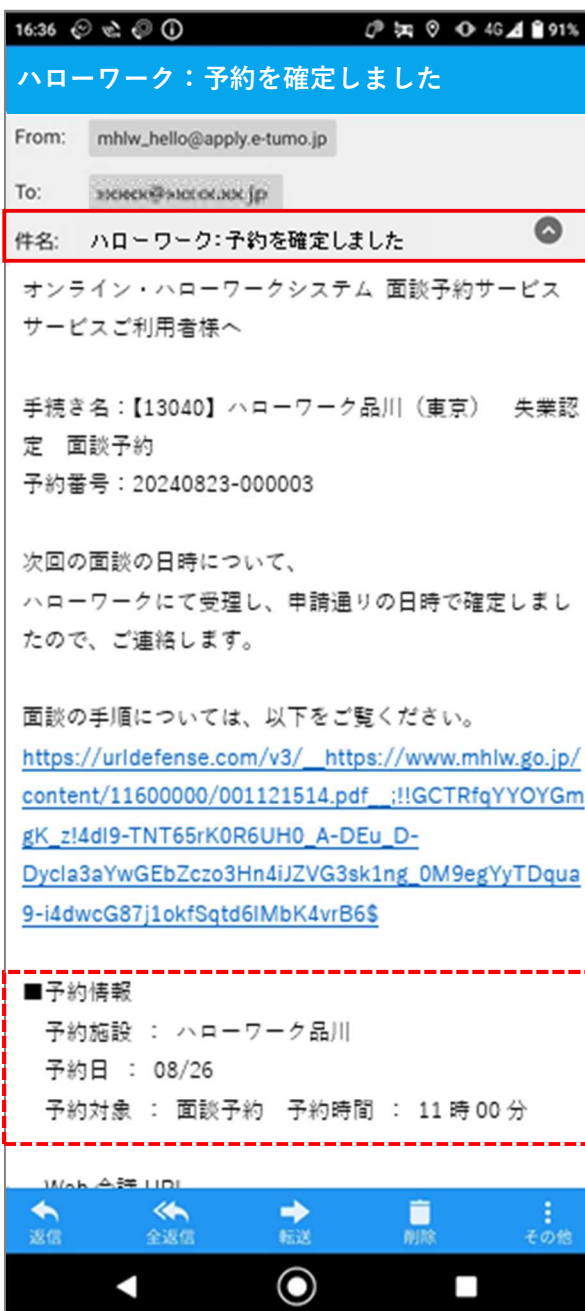 16:36 4G 91%
ハローワーク：予約を確定しました
From: mhlw_hello@apply.e-tumo.jp
To:
件名: ハローワーク:予約を確定しました
オンライン・ハローワークシステム 面談予約サービス
サービスご利用者様へ
手続き名：【13040】ハローワーク品川（東京）　失業認
定　面談予約
予約番号：20240823-000003
次回の面談の日時について、
ハローワークにて受理し、申請通りの日時で確定しまし
たので、ご連絡します。
面談の手順については、以下をご覧ください。
https://urldefense.com/v3/__https://www.mhlw.go.jp/
content/11600000/001121514.pdf__;!!GCTRfqYYOYGm
gK_z!4dI9-TNT65rK0R6UH0_A-DEu_D-
Dycla3aYwGEbZczo3Hn4iJZVG3sk1ng_0M9egYyTDqua
9-i4dwcG87j1okfSqtd6IMbK4vrB6$
■予約情報
予約施設 ： ハローワーク品川
予約日 ： 08/26
予約対象 ： 面談予約　予約時間 ： 11 時 00 分
返信 全返信 転送 削除 その他